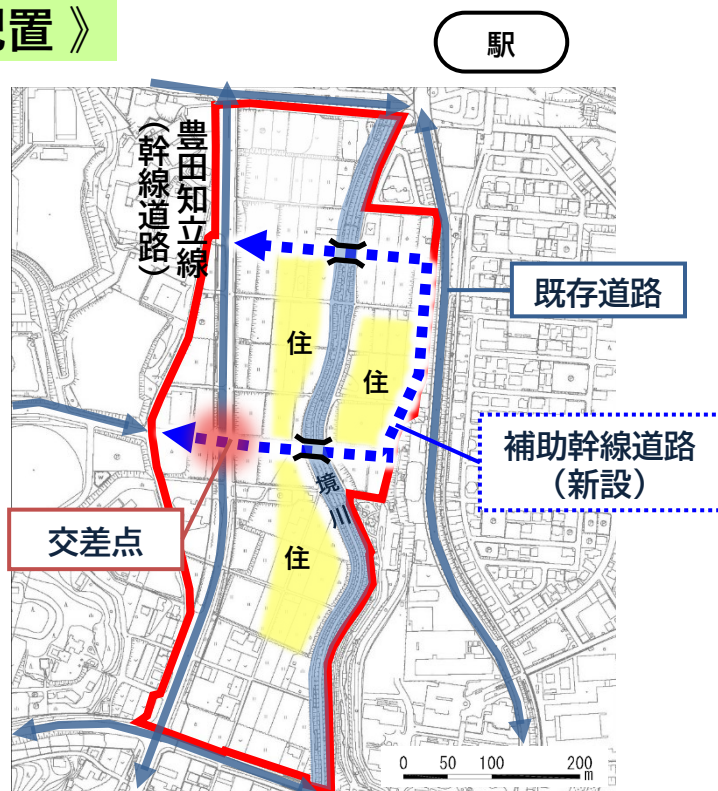 配置 》
駅
豊田知立線
（幹線道路）
既存道路
住
住
補助幹線道路
（新設）
境川
交差点
住
0 50 100 200
m